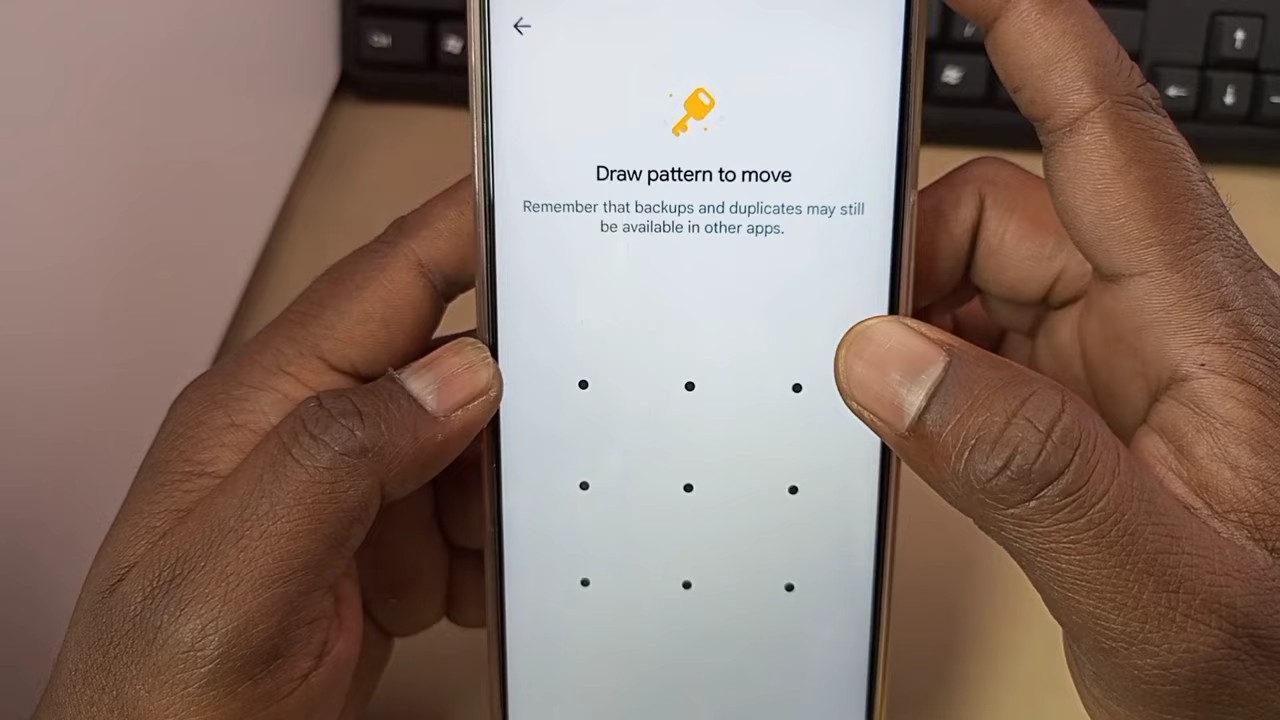 Draw pattern to move
Remember that backups and duplicates may still
be available in other apps.